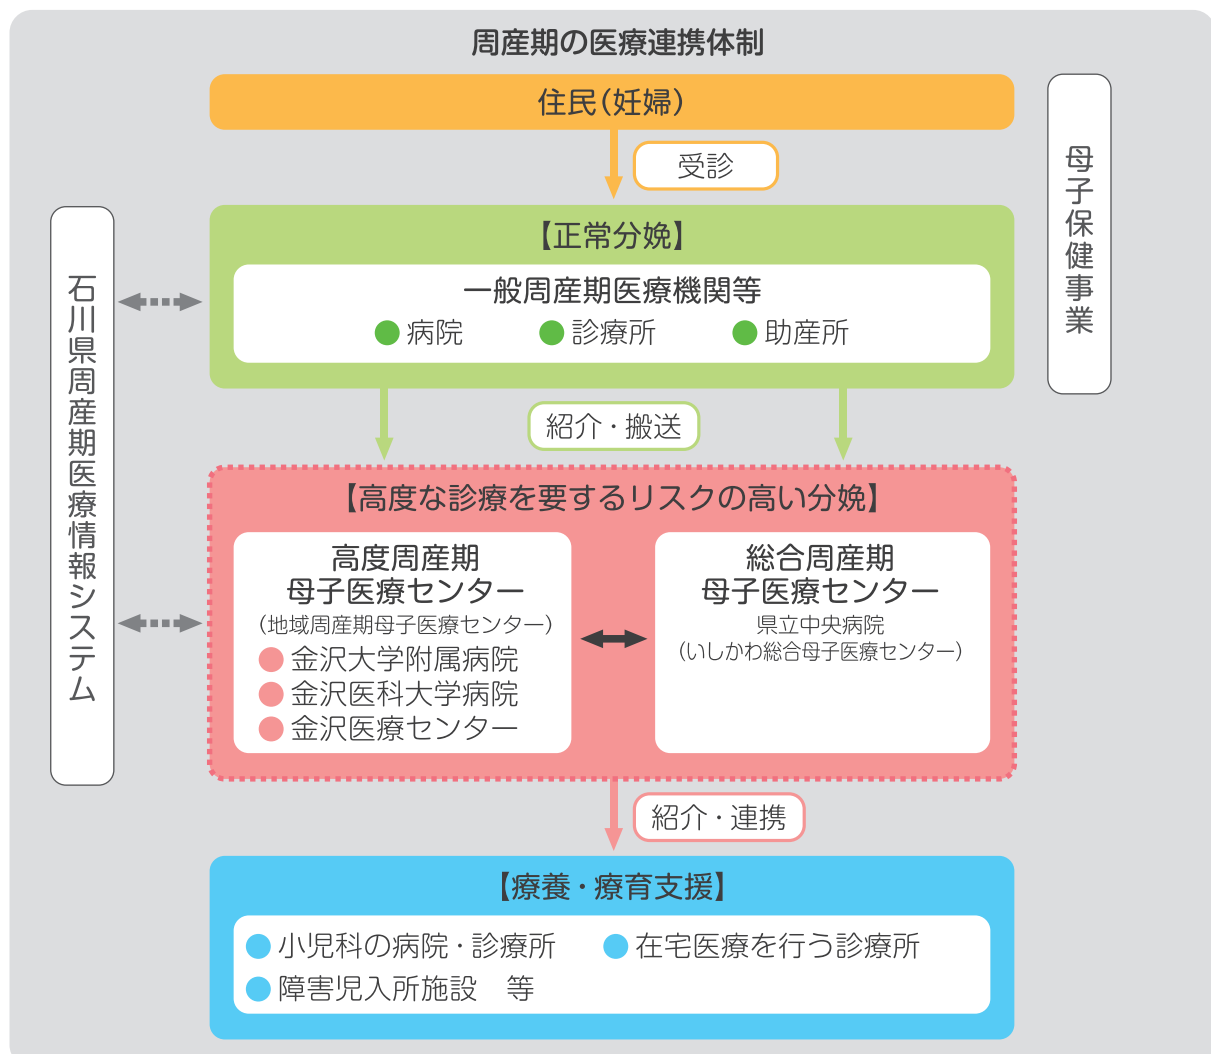 周産期の医療連携体制
住民（妊婦）
受診
母子保健事業
石川県周産期医療情報システム
【正常分娩】
一般周産期医療機関等
●病院
●診療所
●助産所
紹介・搬送
【高度な診療を要するリスクの高い分娩】
高度周産期
母子医療センター
（地域周産期母子医療センター）
●金沢大学附属病院
●金沢医科大学病院
●金沢医療センター
総合周産期
母子医療センター
県立中央病院
（いしかわ総合母子医療センター）
紹介・連携
【療養・療育支援】
●小児科の病院・診療所
●在宅医療を行う診療所
●障害児入所施設　等